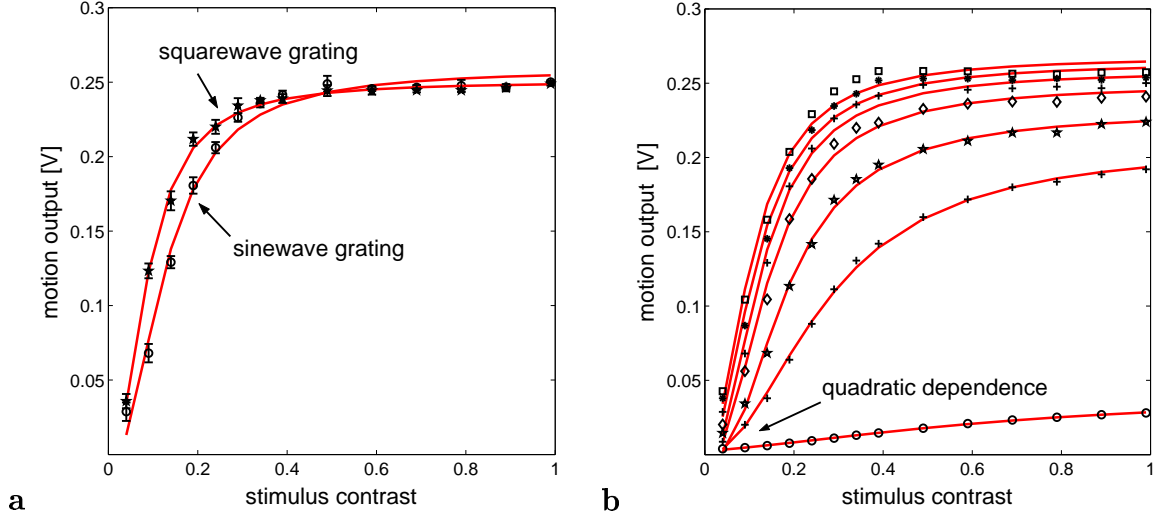 0.3
0.25
0.2
0.15
0.1
0.05
motion output [V]
squarewave grating
sinewave grating
0
0.2
0.4
0.6
0.8
1
stimulus contrast
a
0.3
0.25
0.2
0.15
0.1
0.05
motion output [V]
quadratic dependence
0
0.2
0.4
0.6
0.8
1
stimulus contrast
b